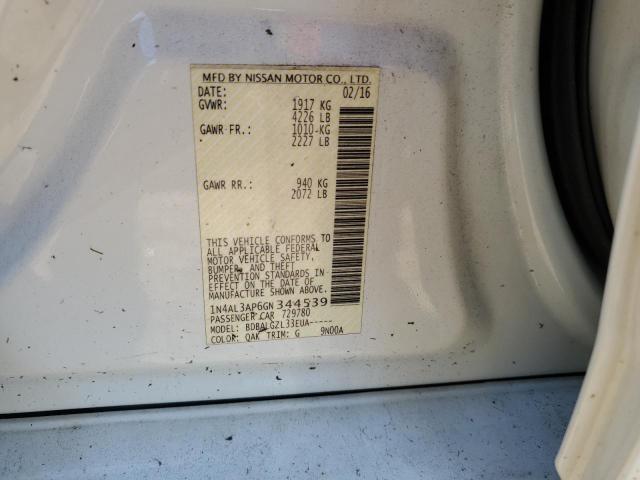 MFD BY NISSAN MOTOR CO., LTD.
DATE: 02/16
GVWR: 1917 KG
4226 LB
GAWR FR.: 1010-KG
2227 LB
GAWR RR.: 940 KG
2072 LB
THIS VEHICLE CONFORMS TO
ALL APPLICABLE FEDERAL
MOTOR VEHICLE SAFETY,
BUMPER, AND THEFT
PREVENTION STANDARDS IN
EFFECT ON THE DATE OF
MANUFACTURE SHOWN ABOVE.
1N4AL3AP6GN344539
PASSENGER CAR 729780
MODEL: BDBALGZL33EUA-----
COLOR: QAK TRIM: G 9N00A